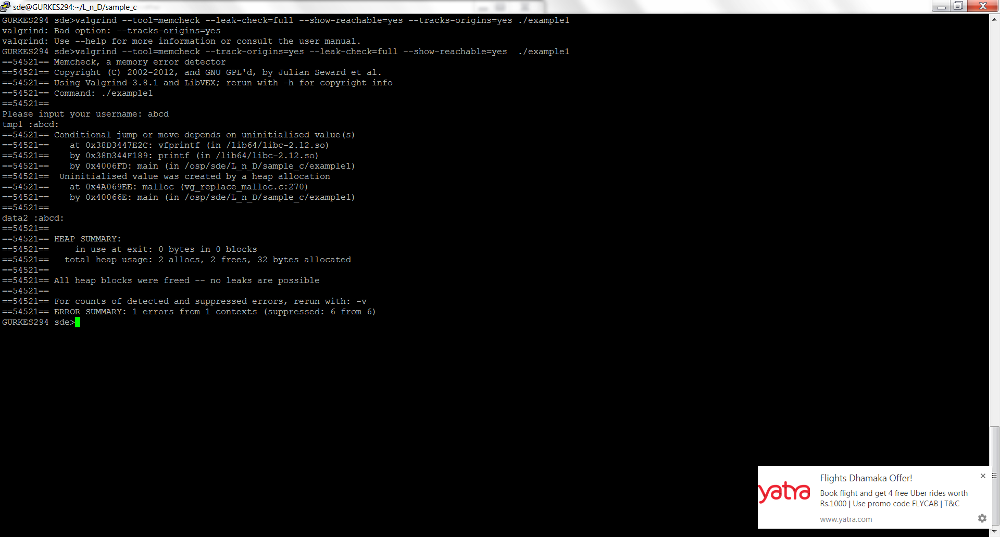 sde@GURKES294:~/L_n_D/sample_c
GURKES294 sde>valgrind --tool=memcheck --leak-check=full --show-reachable=yes --tracks-origins=yes ./example1
valgrind: Bad option: --tracks-origins=yes
valgrind: Use --help for more information or consult the user manual.
GURKES294 sde>valgrind --tool=memcheck --track-origins=yes --leak-check=full --show-reachable=yes  ./example1
==54521== Memcheck, a memory error detector
==54521== Copyright (C) 2002-2012, and GNU GPL'd, by Julian Seward et al.
==54521== Using Valgrind-3.8.1 and LibVEX; rerun with -h for copyright info
==54521== Command: ./example1
==54521==
Please input your username: abcd
tmp1 :abcd:
==54521== Conditional jump or move depends on uninitialised value(s)
==54521==    at 0x38D3447E2C: vfprintf (in /lib64/libc-2.12.so)
==54521==    by 0x38D344F189: printf (in /lib64/libc-2.12.so)
==54521==    by 0x4006FD: main (in /osp/sde/L_n_D/sample_c/example1)
==54521==  Uninitialised value was created by a heap allocation
==54521==    at 0x4A069EE: malloc (vg_replace_malloc.c:270)
==54521==    by 0x40066E: main (in /osp/sde/L_n_D/sample_c/example1)
==54521==
data2 :abcd:
==54521==
==54521== HEAP SUMMARY:
==54521==     in use at exit: 0 bytes in 0 blocks
==54521==   total heap usage: 2 allocs, 2 frees, 32 bytes allocated
==54521==
==54521== All heap blocks were freed -- no leaks are possible
==54521==
==54521== For counts of detected and suppressed errors, rerun with: -v
==54521== ERROR SUMMARY: 1 errors from 1 contexts (suppressed: 6 from 6)
GURKES294 sde>
yatra
Flights Dhamaka Offer!
Book flight and get 4 free Uber rides worth
Rs.1000 | Use promo code FLYCAB | T&C
www.yatra.com